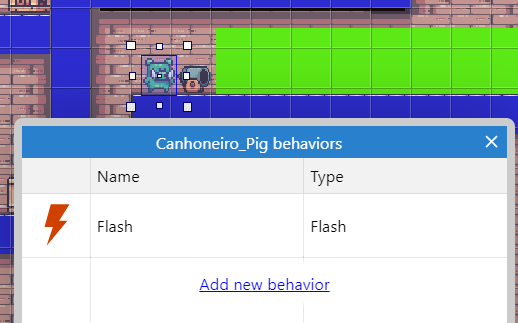 Canhoneiro_Pig behaviors
Name Type
Flash Flash
Add new behavior